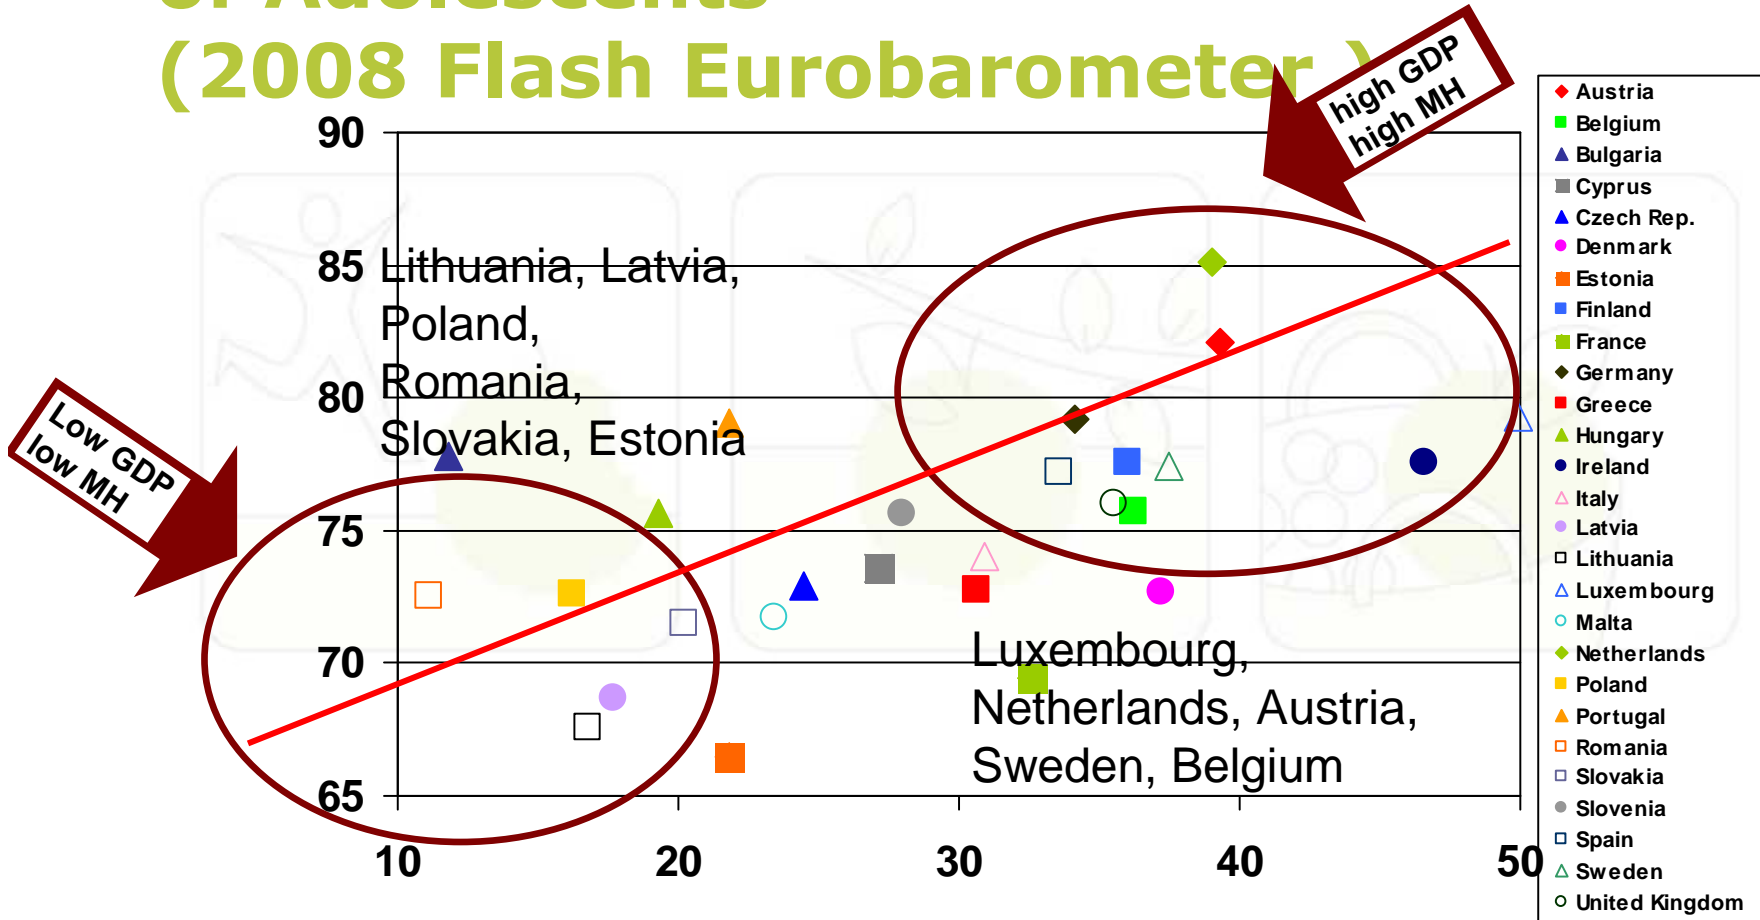 of Adolescents
(2008 Flash Eurobarometer )
high GDP
high MH
90
85
80
75
70
65
10
20
30
40
50
Lithuania, Latvia,
Poland,
Romania,
Slovakia, Estonia
Low GDP
low MH
Luxembourg,
Netherlands, Austria,
Sweden, Belgium
Austria
Belgium
Bulgaria
Cyprus
Czech Rep.
Denmark
Estonia
Finland
France
Germany
Greece
Hungary
Ireland
Italy
Latvia
Lithuania
Luxembourg
Malta
Netherlands
Poland
Portugal
Romania
Slovakia
Slovenia
Spain
Sweden
United Kingdom